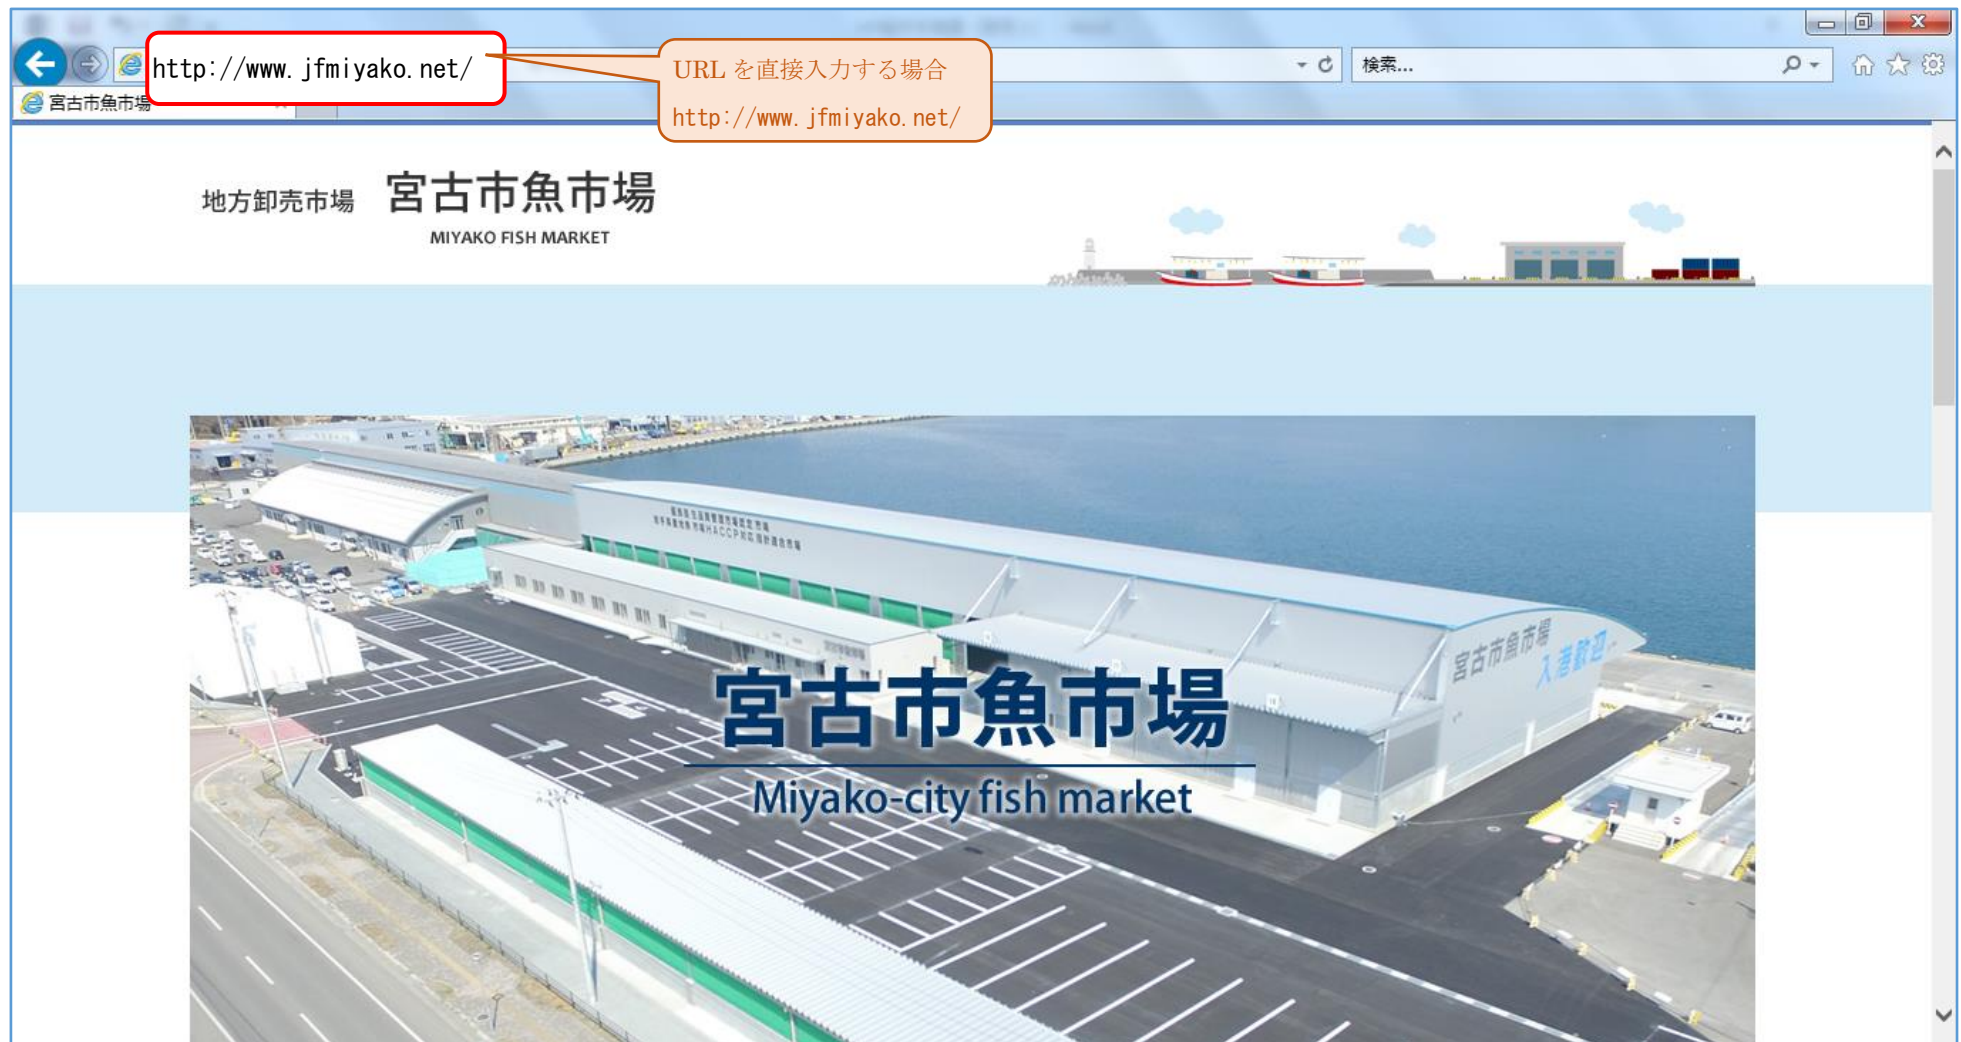 http://www.jfmiyako.net/
URL を直接入力する場合
http://www.jfmiyako.net/
検索...
宮古市魚市場
地方卸売市場 宮古市魚市場
MIYAKO FISH MARKET
宮古市魚市場
入港歓迎
宮古市魚市場
Miyako-city fish market